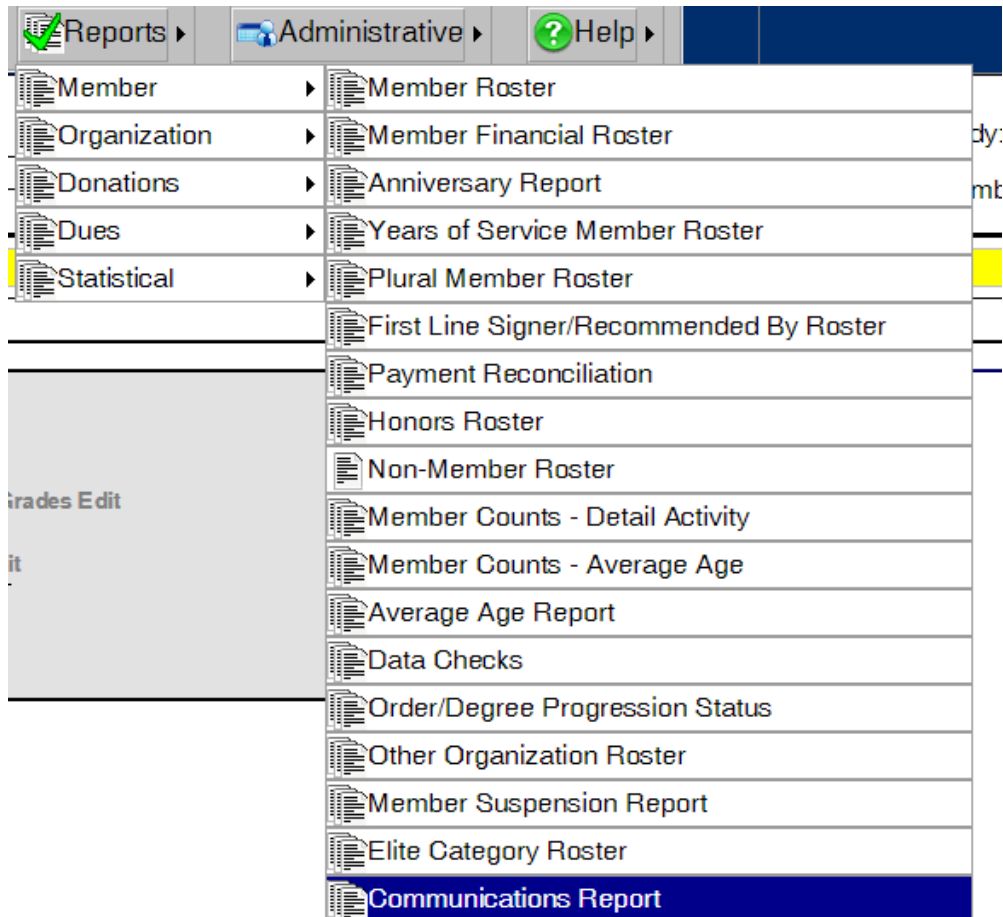 Reports Administrative Help
Member
Organization
Donations
Dues
Statistical
Member Roster
Member Financial Roster
Anniversary Report
Years of Service Member Roster
Plural Member Roster
First Line Signer/Recommended By Roster
Payment Reconciliation
Honors Roster
Non-Member Roster
Member Counts - Detail Activity
Member Counts - Average Age
Average Age Report
Data Checks
Order/Degree Progression Status
Other Organization Roster
Member Suspension Report
Elite Category Roster
Communications Report
Edit